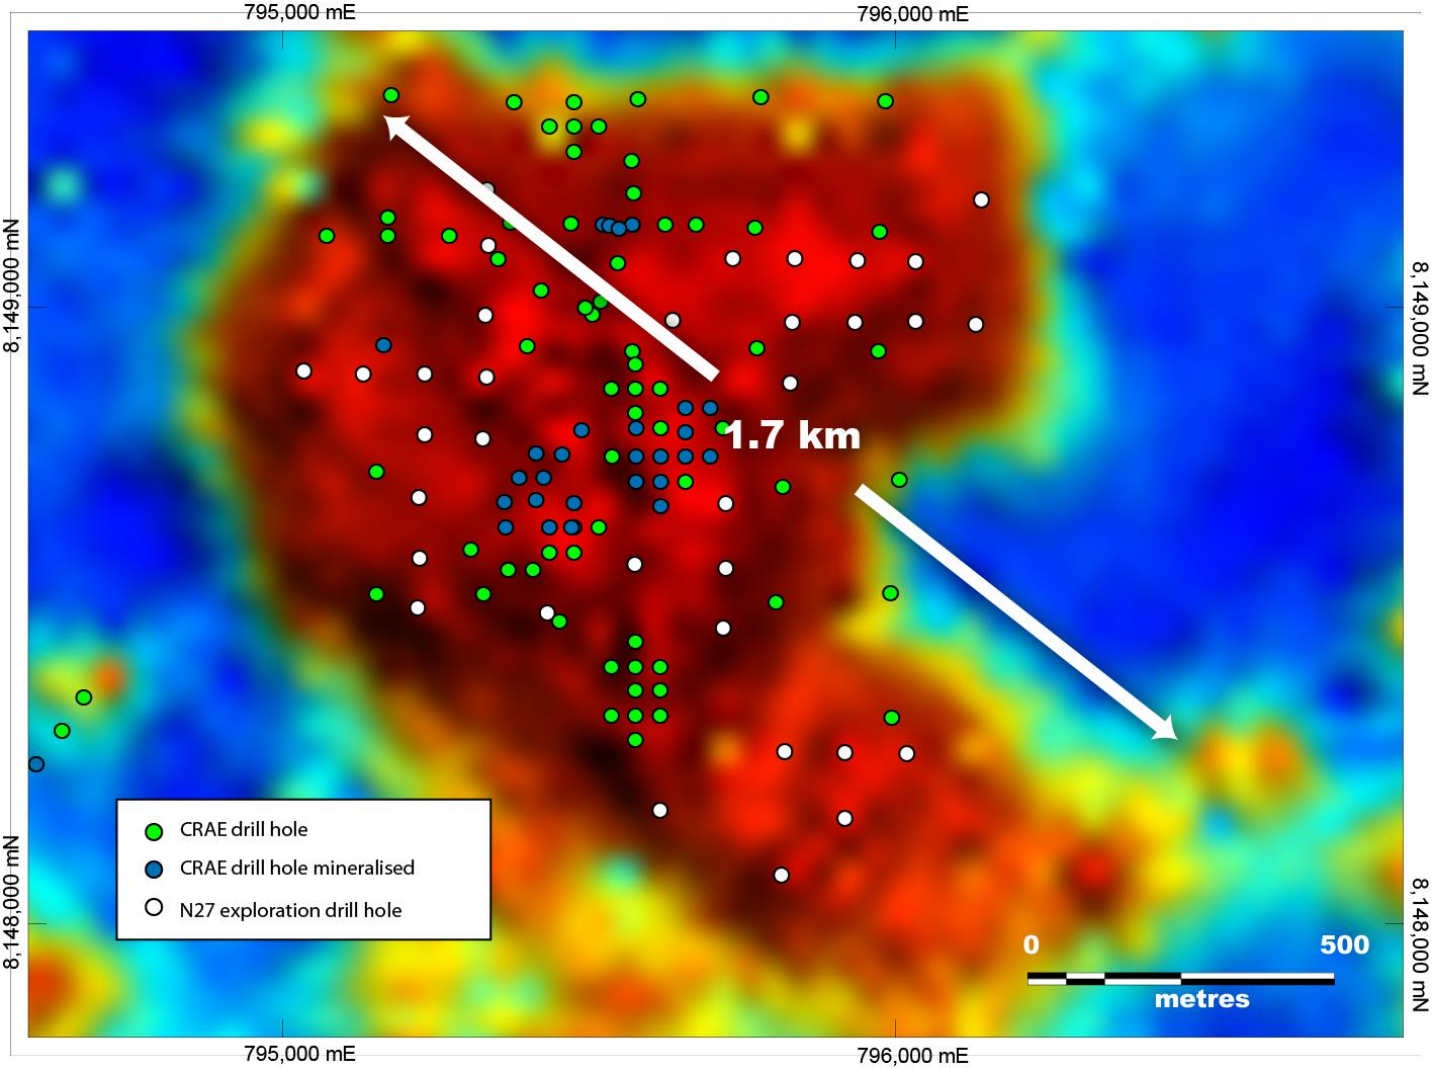 795,000 mE
796,000 mE
8,149,000 mN
8,149,000 mN
1.7 km
CRAE drill hole
CRAE drill hole mineralised
N27 exploration drill hole
8,148,000 mN
8,148,000 mN
0 500
metres
795,000 mE
796,000 mE